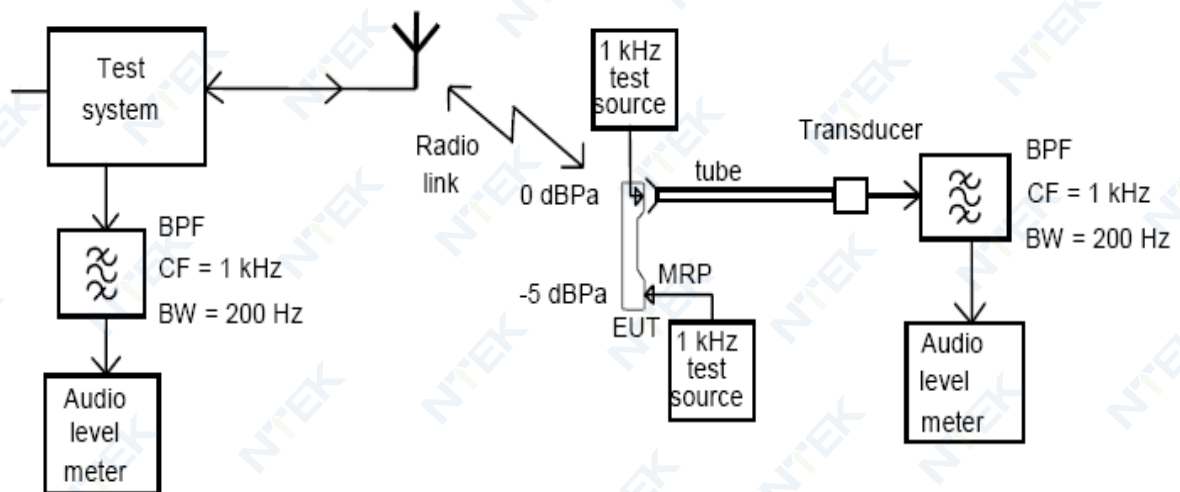 Test
system
BPF
CF = 1 kHz
BW = 200 Hz
Audio
level
meter
Radio
link
1 kHz
test
source
0 dBPa
-5 dBPa
EUT
MRP
1 kHz
test
source
tube
Transducer
BPF
CF = 1 kHz
BW = 200 Hz
Audio
level
meter
NTEK